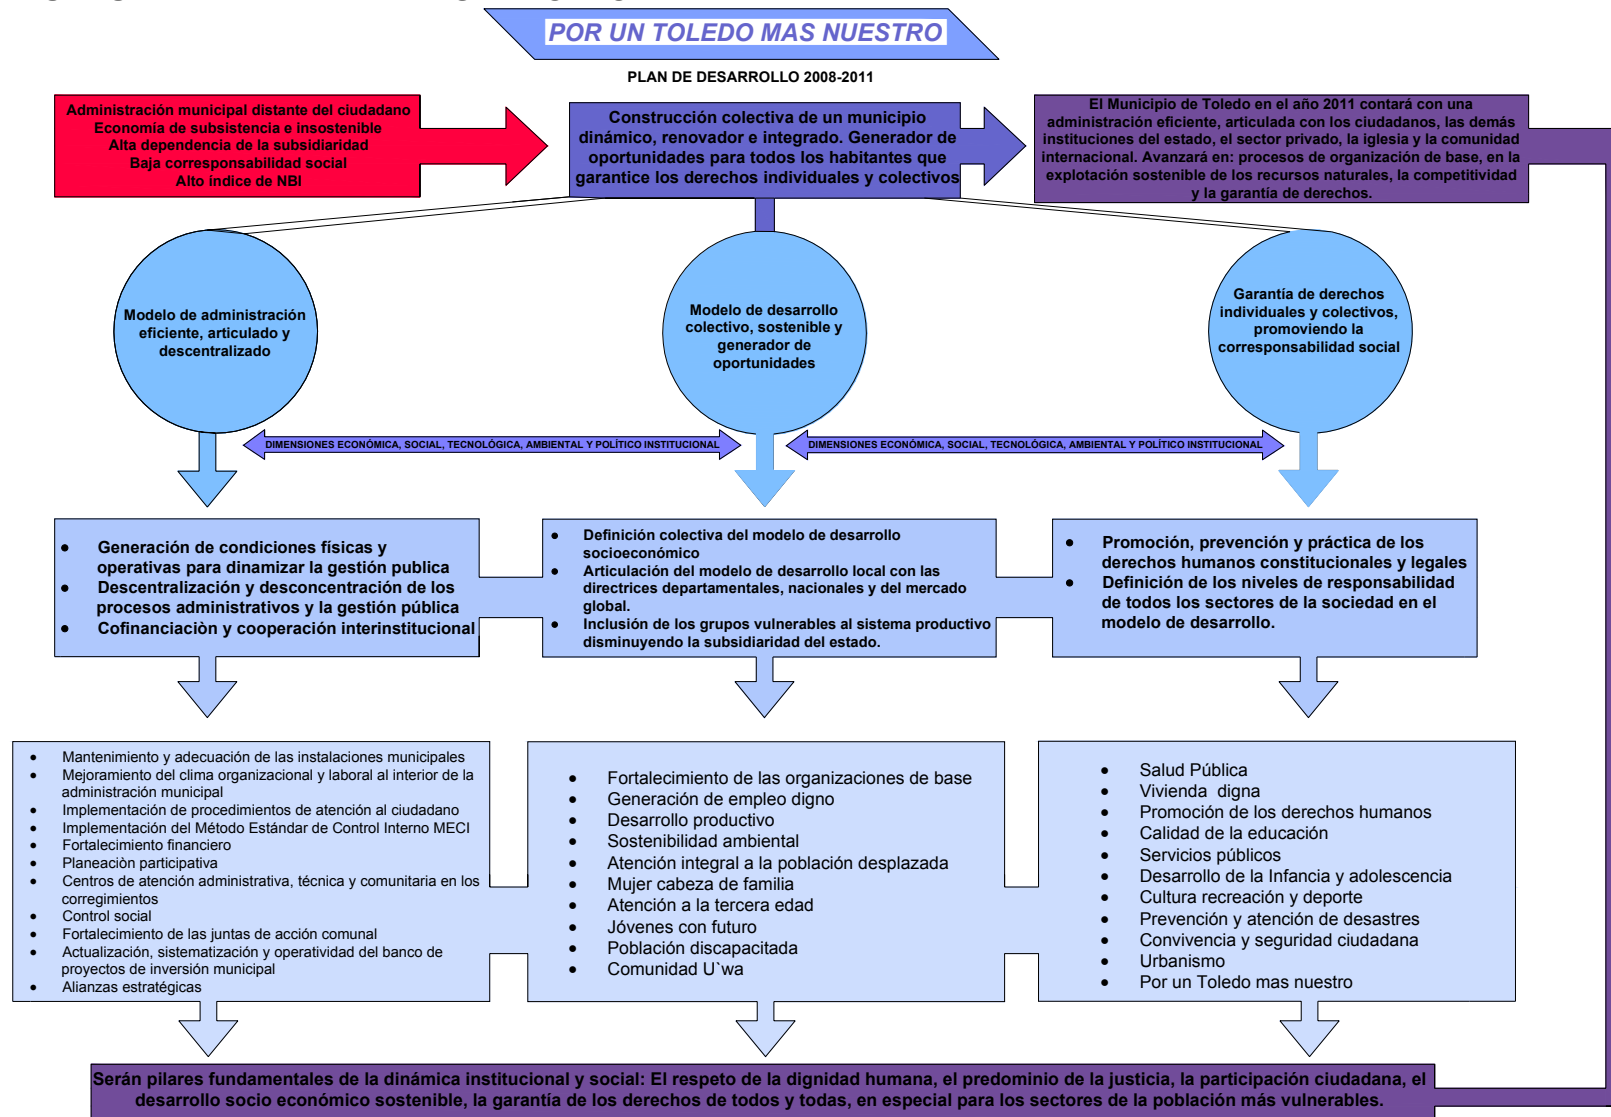 POR UN TOLEDO MAS NUESTRO
PLAN DE DESARROLLO 2008-2011
Administración municipal distante del ciudadano
Economía de subsistencia e insostenible
Alta dependencia de la subsidiaridad
Baja corresponsabilidad social
Alto índice de NBI
Construcción colectiva de un municipio
dinámico, renovador e integrado. Generador de
oportunidades para todos los habitantes que
garantice los derechos individuales y colectivos
El Municipio de Toledo en el año 2011 contará con una
administración eficiente, articulada con los ciudadanos, las demás
instituciones del estado, el sector privado, la iglesia y la comunidad
internacional. Avanzará en: procesos de organización de base, en la
explotación sostenible de los recursos naturales, la competitividad
y la garantía de derechos.
Modelo de administración
eficiente, articulado y
descentralizado
Modelo de desarrollo
colectivo, sostenible y
generador de
oportunidades
Garantía de derechos
individuales y colectivos,
promoviendo la
corresponsabilidad social
DIMENSIONES ECONÓMICA, SOCIAL, TECNOLÓGICA, AMBIENTAL Y POLÍTICO INSTITUCIONAL
DIMENSIONES ECONÓMICA, SOCIAL, TECNOLÓGICA, AMBIENTAL Y POLÍTICO INSTITUCIONAL
● Generación de condiciones físicas y
operativas para dinamizar la gestión publica
● Descentralización y desconcentración de los
procesos administrativos y la gestión pública
● Cofinanciaciòn y cooperación interinstitucional
● Definición colectiva del modelo de desarrollo
socioeconómico
● Articulación del modelo de desarrollo local con las
directrices departamentales, nacionales y del mercado
global.
● Inclusión de los grupos vulnerables al sistema productivo
disminuyendo la subsidiaridad del estado.
● Promoción, prevención y práctica de los
derechos humanos constitucionales y legales
● Definición de los niveles de responsabilidad
de todos los sectores de la sociedad en el
modelo de desarrollo.
● Mantenimiento y adecuación de las instalaciones municipales
● Mejoramiento del clima organizacional y laboral al interior de la
administración municipal
● Implementación de procedimientos de atención al ciudadano
● Implementación del Método Estándar de Control Interno MECI
● Fortalecimiento financiero
● Planeaciòn participativa
● Centros de atención administrativa, técnica y comunitaria en los
corregimientos
● Control social
● Fortalecimiento de las juntas de acción comunal
● Actualización, sistematización y operatividad del banco de
proyectos de inversión municipal
● Alianzas estratégicas
● Fortalecimiento de las organizaciones de base
● Generación de empleo digno
● Desarrollo productivo
● Sostenibilidad ambiental
● Atención integral a la población desplazada
● Mujer cabeza de familia
● Atención a la tercera edad
● Jóvenes con futuro
● Población discapacitada
● Comunidad U`wa
● Salud Pública
● Vivienda digna
● Promoción de los derechos humanos
● Calidad de la educación
● Servicios públicos
● Desarrollo de la Infancia y adolescencia
● Cultura recreación y deporte
● Prevención y atención de desastres
● Convivencia y seguridad ciudadana
● Urbanismo
● Por un Toledo mas nuestro
Serán pilares fundamentales de la dinámica institucional y social: El respeto de la dignidad humana, el predominio de la justicia, la participación ciudadana, el
desarrollo socio económico sostenible, la garantía de los derechos de todos y todas, en especial para los sectores de la población más vulnerables.